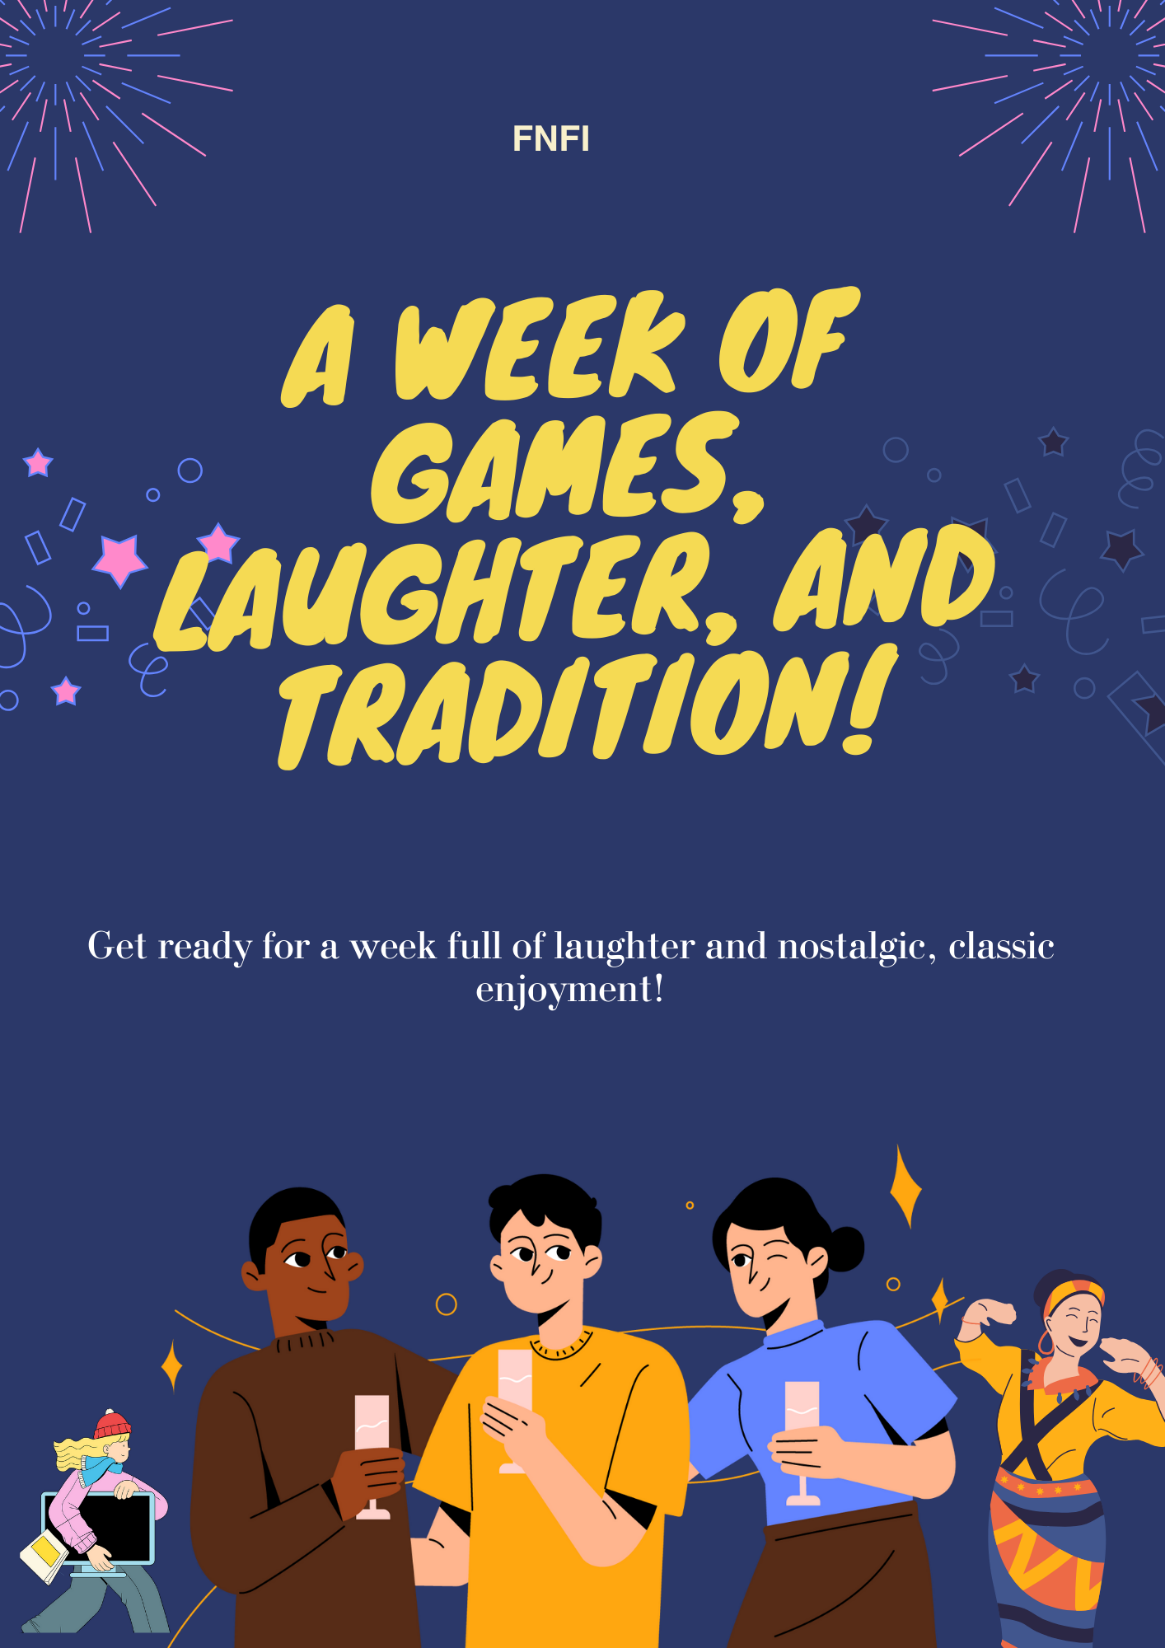 FNFI
A WEEK OF
GAMES,
LAUGHTER, AND
TRADITION!
Get ready for a week full of laughter and nostalgic, classic
enjoyment!